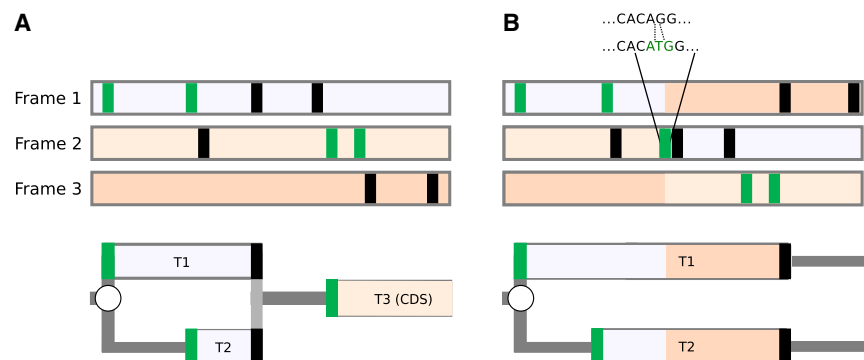 A
B
...CACAGG...
...CACATGG...
Frame 1
Frame 2
Frame 3
T1
T3 (CDS)
T2
T1
T2